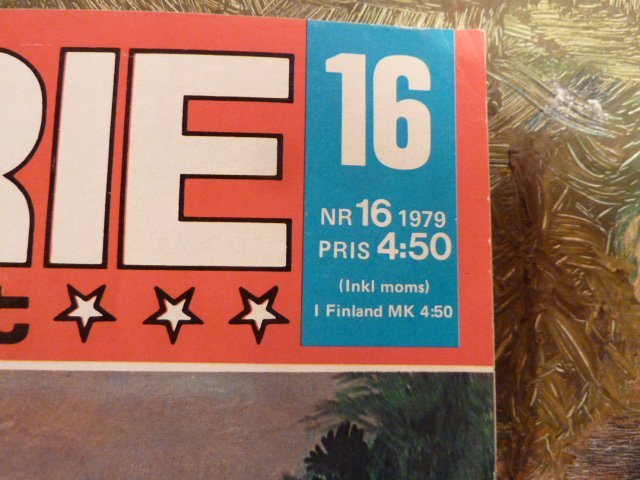 RIE
t
16
NR 16 1979
PRIS 4:50
(Inkl moms)
I Finland MK 4:50